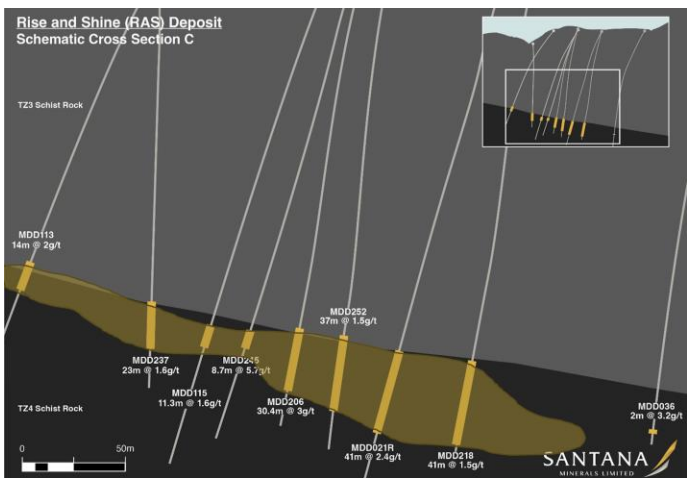 Rise and Shine (RAS) Deposit
Schematic Cross Section C
TZ3 Schist Rock
MDD113
14m @ 2g/t
MDD252
37m @ 1.5g/t
MDD237
23m @ 1.6g/t
MDD245
8.7m @ 5.7g/t
MDD115
11.3m @ 1.6g/t
MDD206
30.4m @ 3g/t
MDD036
2m @ 3.2g/t
TZ4 Schist Rock
MDD021R
41m @ 2.4g/t
MDD218
41m @ 1.5g/t
0 50m
SANTANA
MINERALS LIMITED